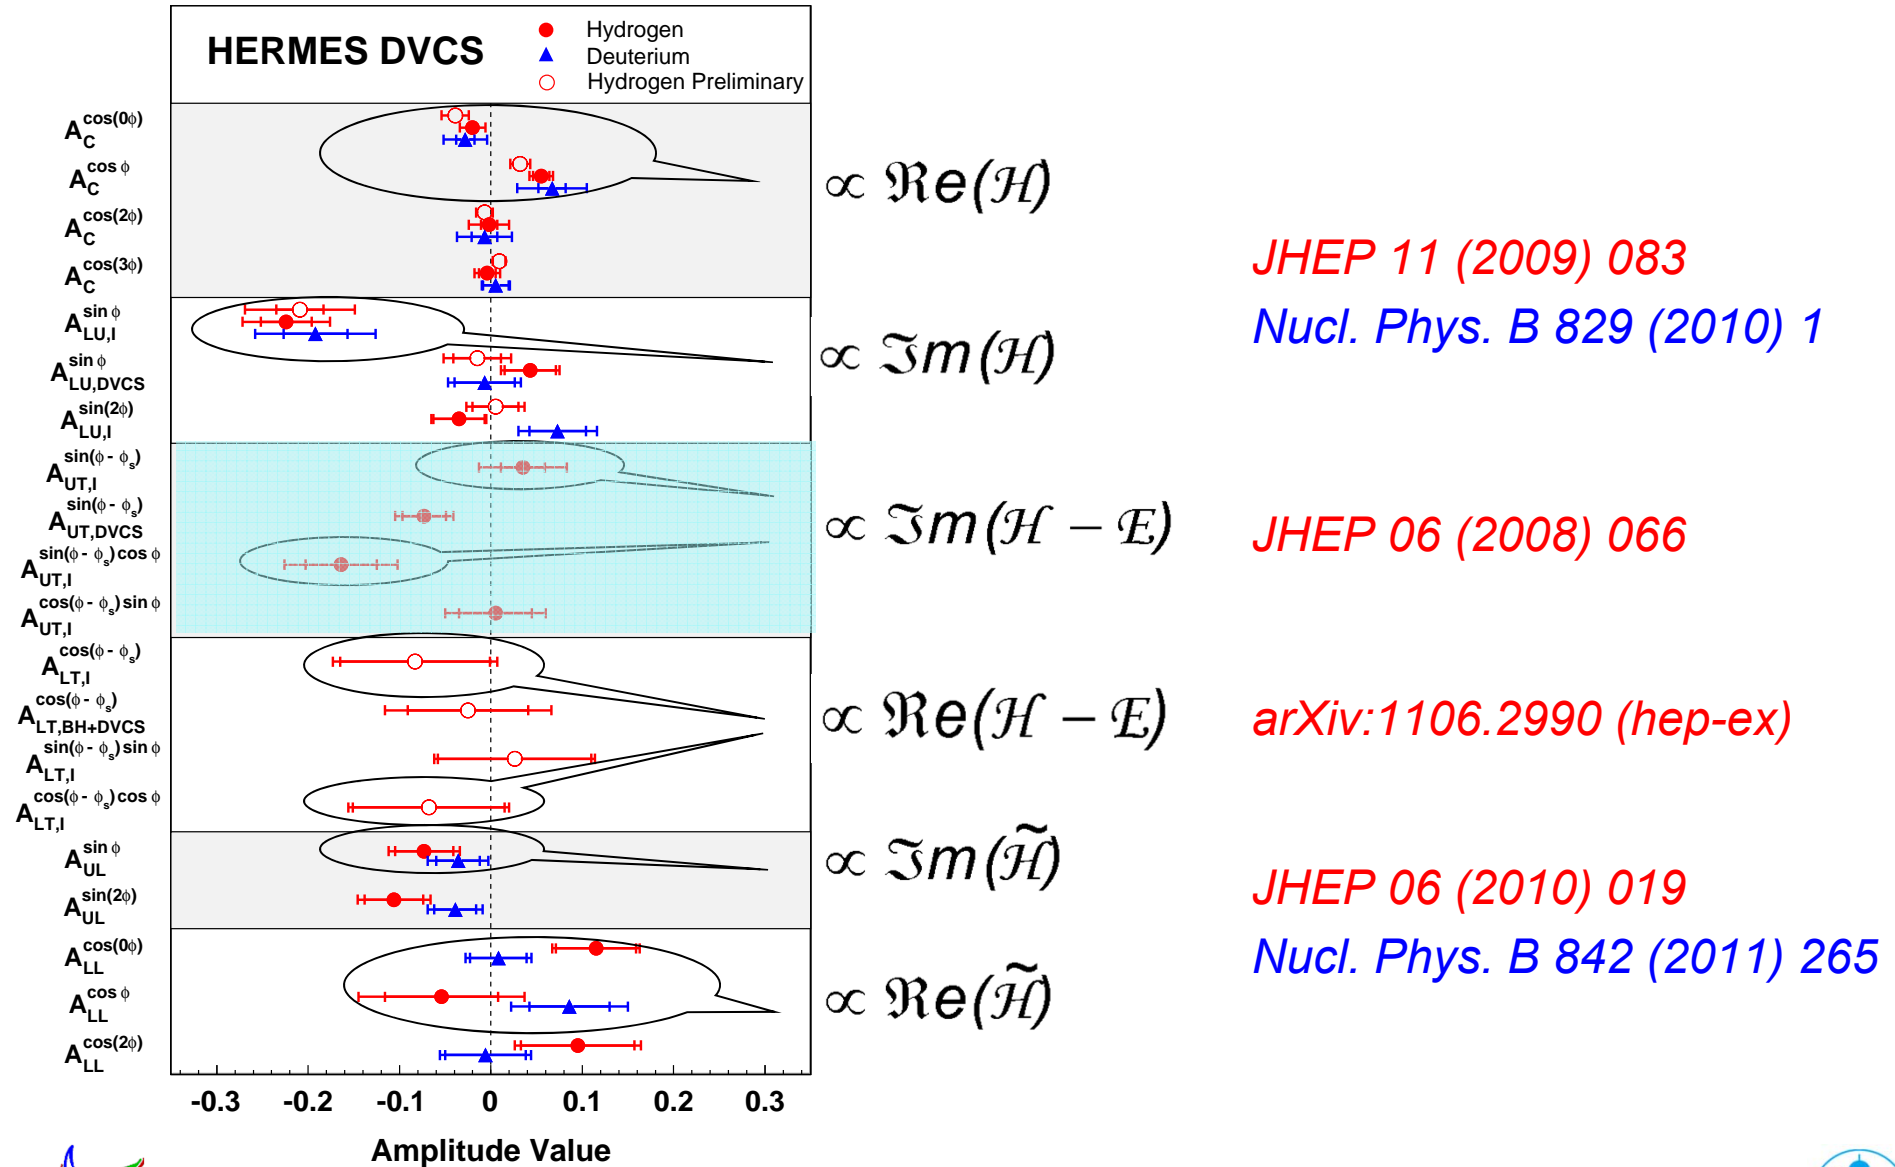 HERMES DVCS
Hydrogen
Deuterium
Hydrogen Preliminary
A_C^cos(0ϕ)
A_C^cos ϕ
A_C^cos(2ϕ)
A_C^cos(3ϕ)
A_LU,I^sin ϕ
A_LU,DVCS^sin ϕ
A_LU,I^sin(2ϕ)
A_UT,I^sin(ϕ - ϕ_s)
A_UT,DVCS^sin(ϕ - ϕ_s)
A_UT,I^sin(ϕ - ϕ_s) cos ϕ
A_UT,I^cos(ϕ - ϕ_s) sin ϕ
A_LT,I^cos(ϕ - ϕ_s)
A_LT,BH+DVCS^cos(ϕ - ϕ_s)
A_LT,I^sin(ϕ - ϕ_s) sin ϕ
A_LT,I^cos(ϕ - ϕ_s) cos ϕ
A_UL^sin ϕ
A_UL^sin(2ϕ)
A_LL^cos(0ϕ)
A_LL^cos ϕ
A_LL^cos(2ϕ)
-0.3 -0.2 -0.1 0 0.1 0.2 0.3
Amplitude Value
∝ ℜe(ℋ)
∝ ℑm(ℋ)
∝ ℑm(ℋ − ℰ)
∝ ℜe(ℋ − ℰ)
∝ ℑm(ℋ̃)
∝ ℜe(ℋ̃)
JHEP 11 (2009) 083
Nucl. Phys. B 829 (2010) 1
JHEP 06 (2008) 066
arXiv:1106.2990 (hep-ex)
JHEP 06 (2010) 019
Nucl. Phys. B 842 (2011) 265